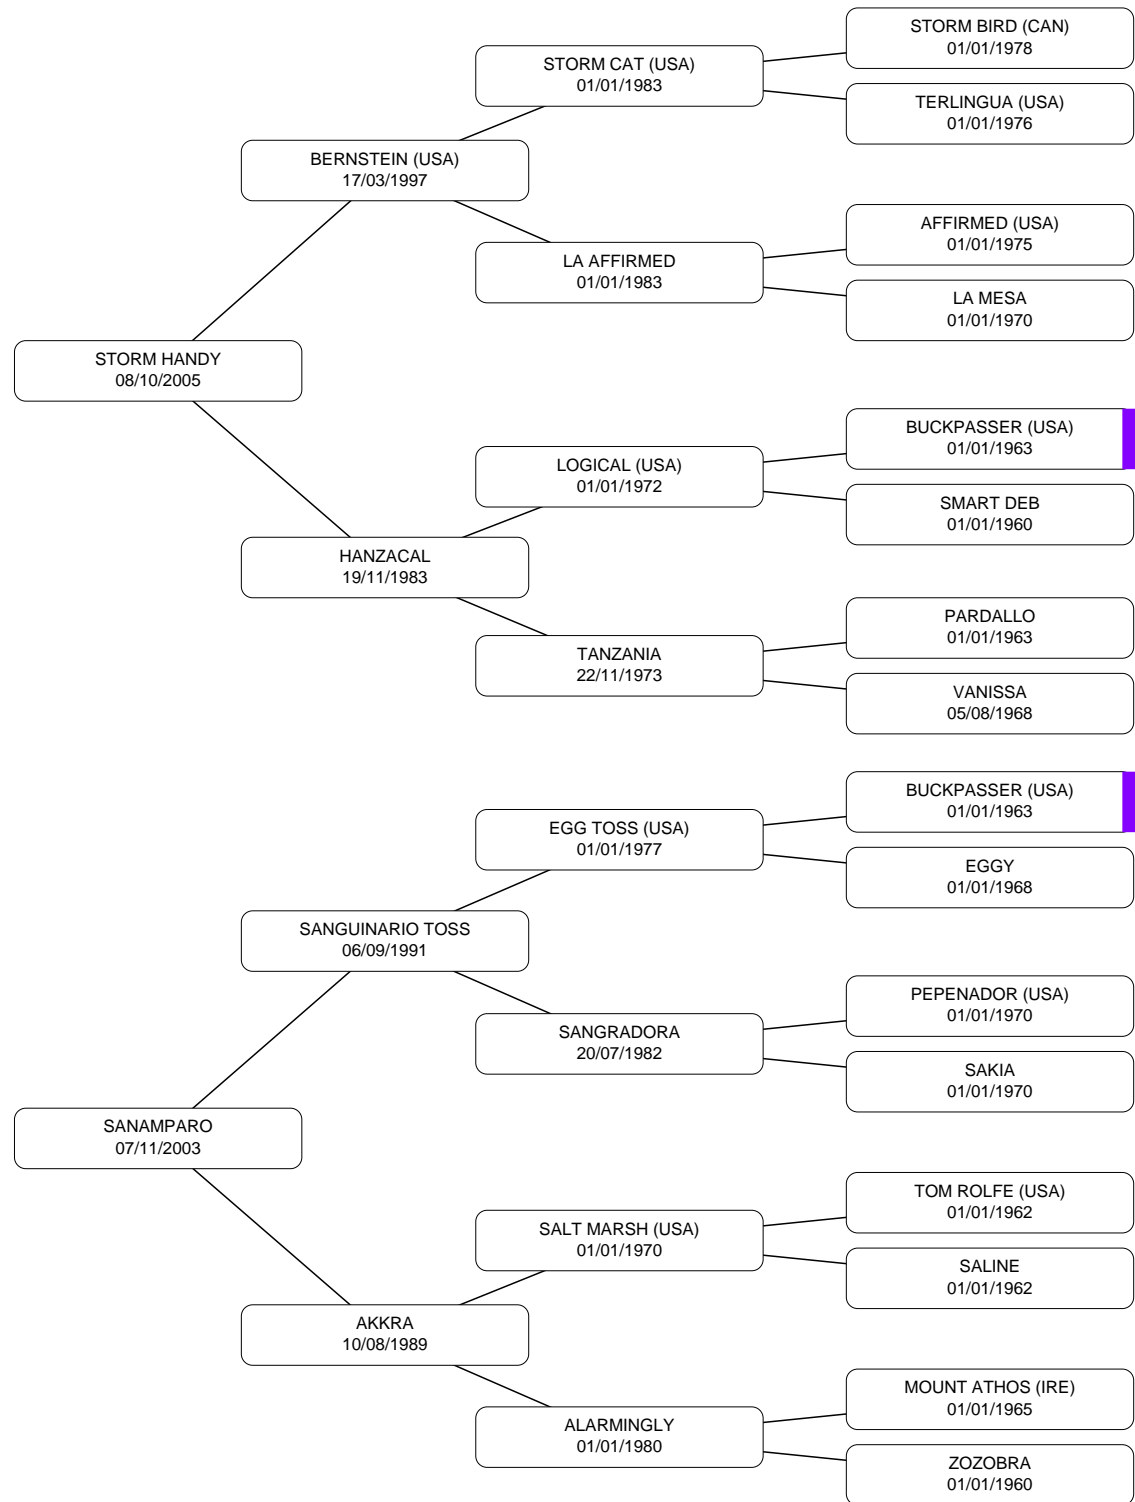 STORM BIRD (CAN)
01/01/1978
STORM CAT (USA)
01/01/1983
TERLINGUA (USA)
01/01/1976
BERNSTEIN (USA)
17/03/1997
AFFIRMED (USA)
01/01/1975
LA AFFIRMED
01/01/1983
LA MESA
01/01/1970
STORM HANDY
08/10/2005
BUCKPASSER (USA)
01/01/1963
LOGICAL (USA)
01/01/1972
SMART DEB
01/01/1960
HANZACAL
19/11/1983
PARDALLO
01/01/1963
TANZANIA
22/11/1973
VANISSA
05/08/1968
BUCKPASSER (USA)
01/01/1963
EGG TOSS (USA)
01/01/1977
EGGY
01/01/1968
SANGUINARIO TOSS
06/09/1991
PEPENADOR (USA)
01/01/1970
SANGRADORA
20/07/1982
SAKIA
01/01/1970
SANAMPARO
07/11/2003
TOM ROLFE (USA)
01/01/1962
SALT MARSH (USA)
01/01/1970
SALINE
01/01/1962
AKKRA
10/08/1989
MOUNT ATHOS (IRE)
01/01/1965
ALARMINGLY
01/01/1980
ZOZOBRA
01/01/1960